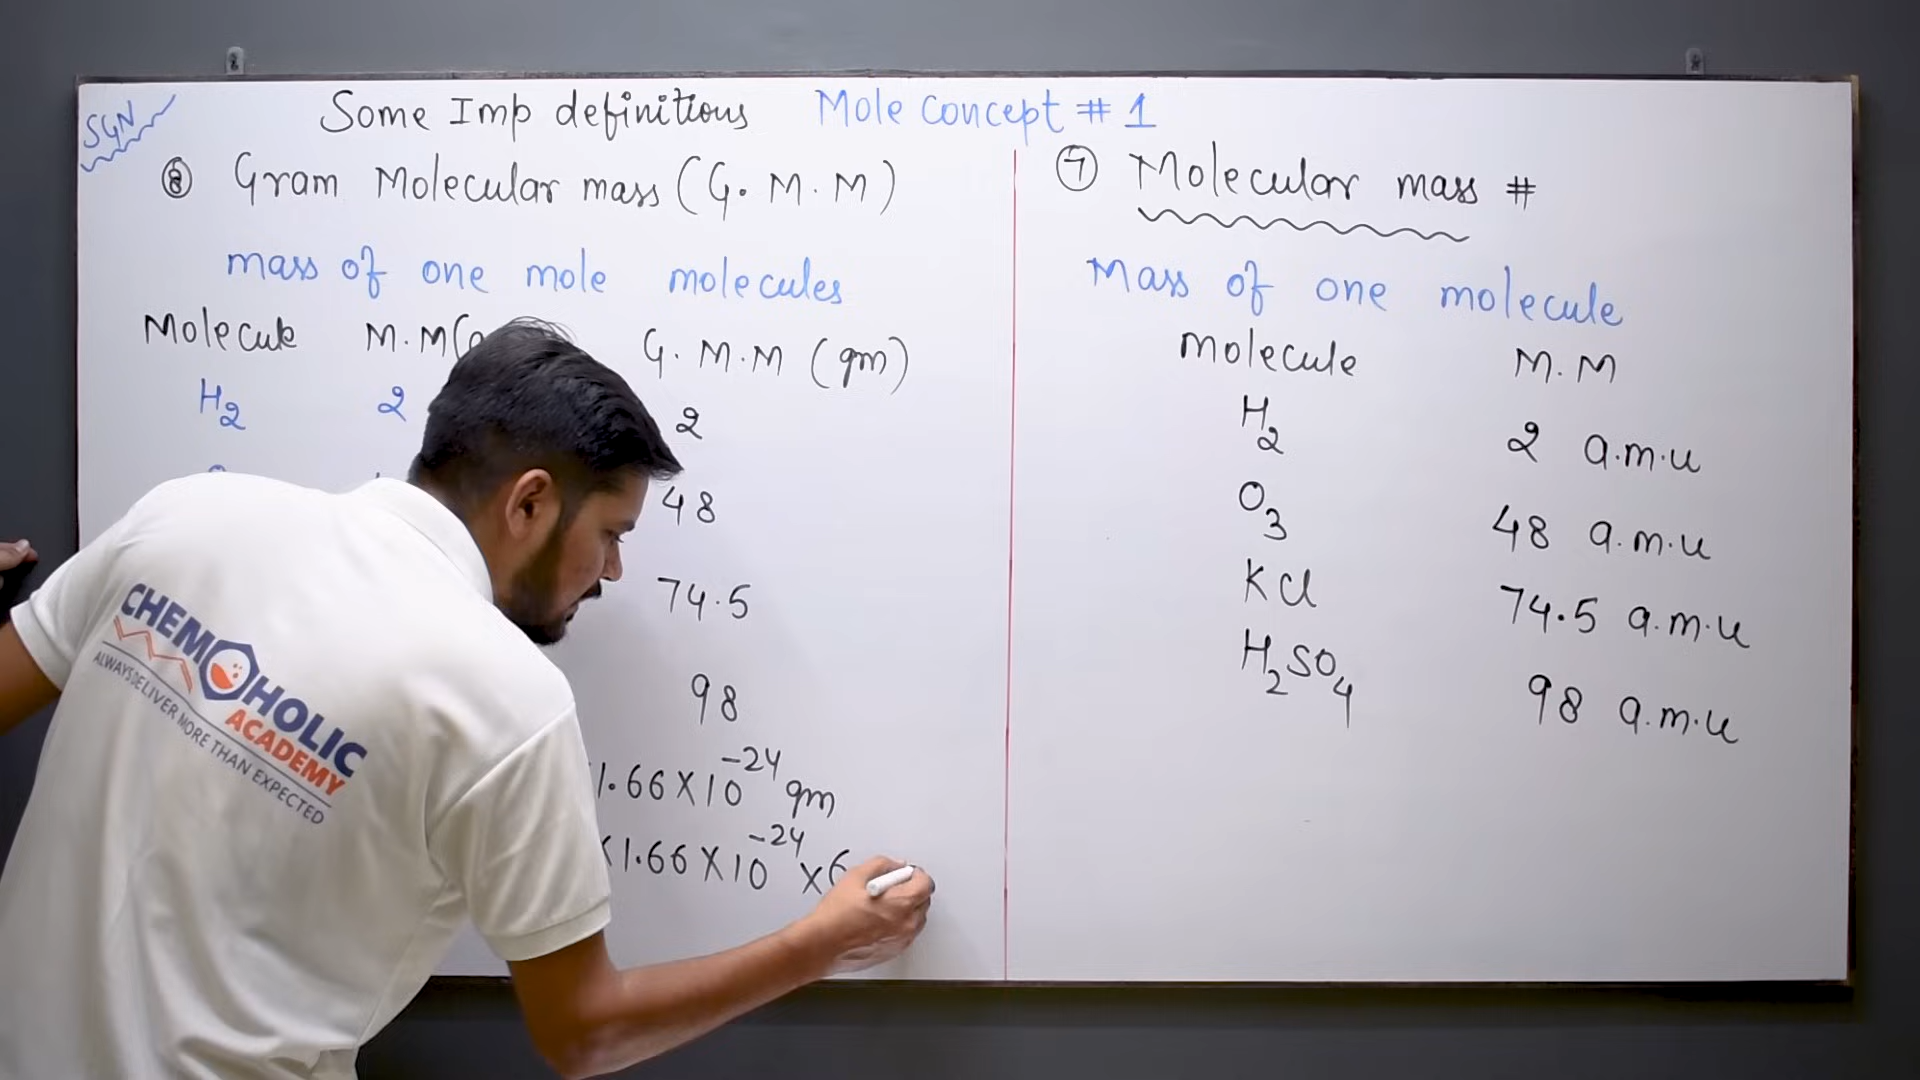 SGN
Some Imp definitions Mole concept # 1
⑧ Gram Molecular mass (G. M. M)
mass of one mole molecules
Molecule M.M( G. M. M (gm)
H₂ 2 2
48
74.5
98
1.66 X 10⁻²⁴ gm
X 1.66 X 10⁻²⁴ x 6
⑦ Molecular mass #
Mass of one molecule
molecule M. M
H₂ 2 a.m.u
O₃ 48 a.m.u
KCl 74.5 a.m.u
H₂SO₄ 98 a.m.u
CHEMOHOLIC
ACADEMY
ALWAYS DELIVER MORE THAN EXPECTED